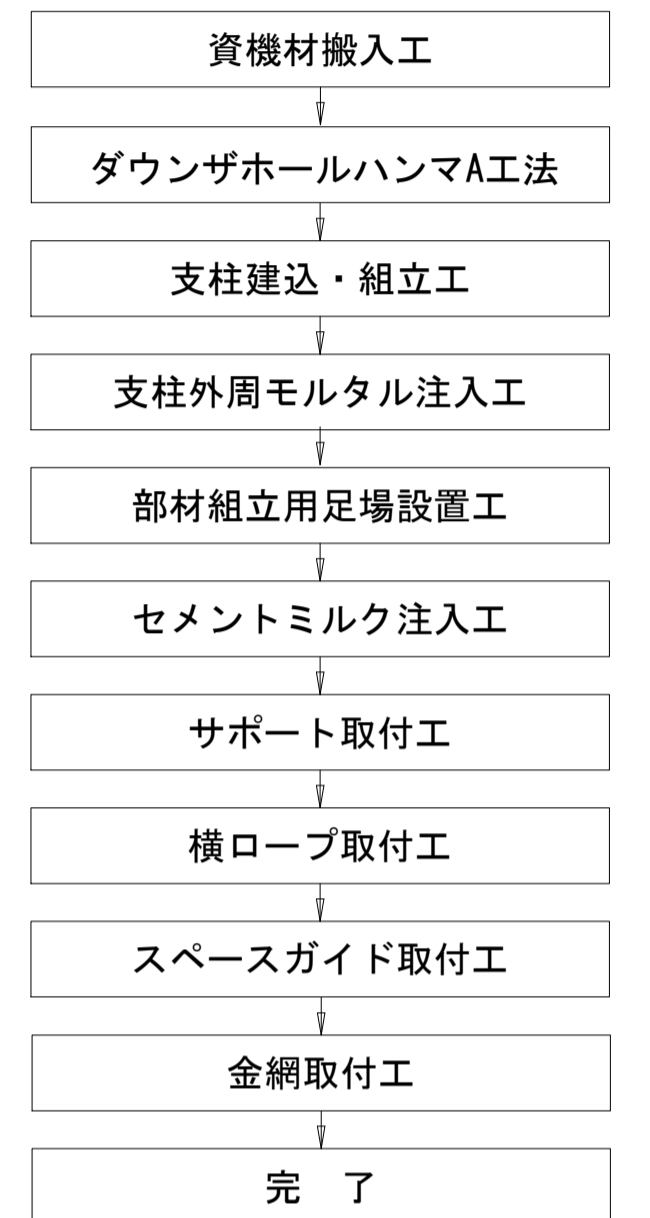 資機材搬入工
ダウンザホールハンマA工法
支柱建込・組立工
支柱外周モルタル注入工
部材組立用足場設置工
セメントミルク注入工
サポート取付工
横ロープ取付工
スペースガイド取付工
金網取付工
完　了